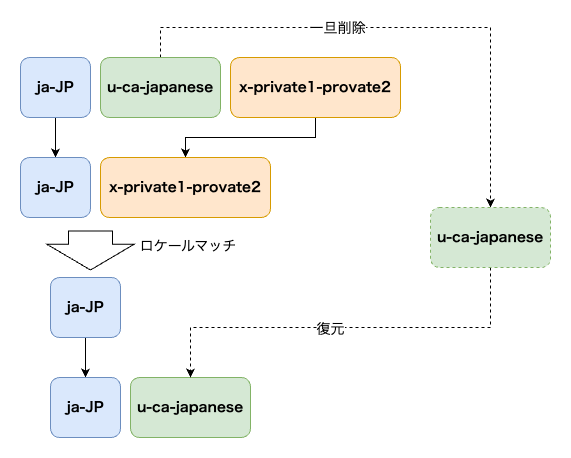 一旦削除
ja-JP
u-ca-japanese
x-private1-provate2
ja-JP
x-private1-provate2
u-ca-japanese
ロケールマッチ
ja-JP
復元
ja-JP
u-ca-japanese